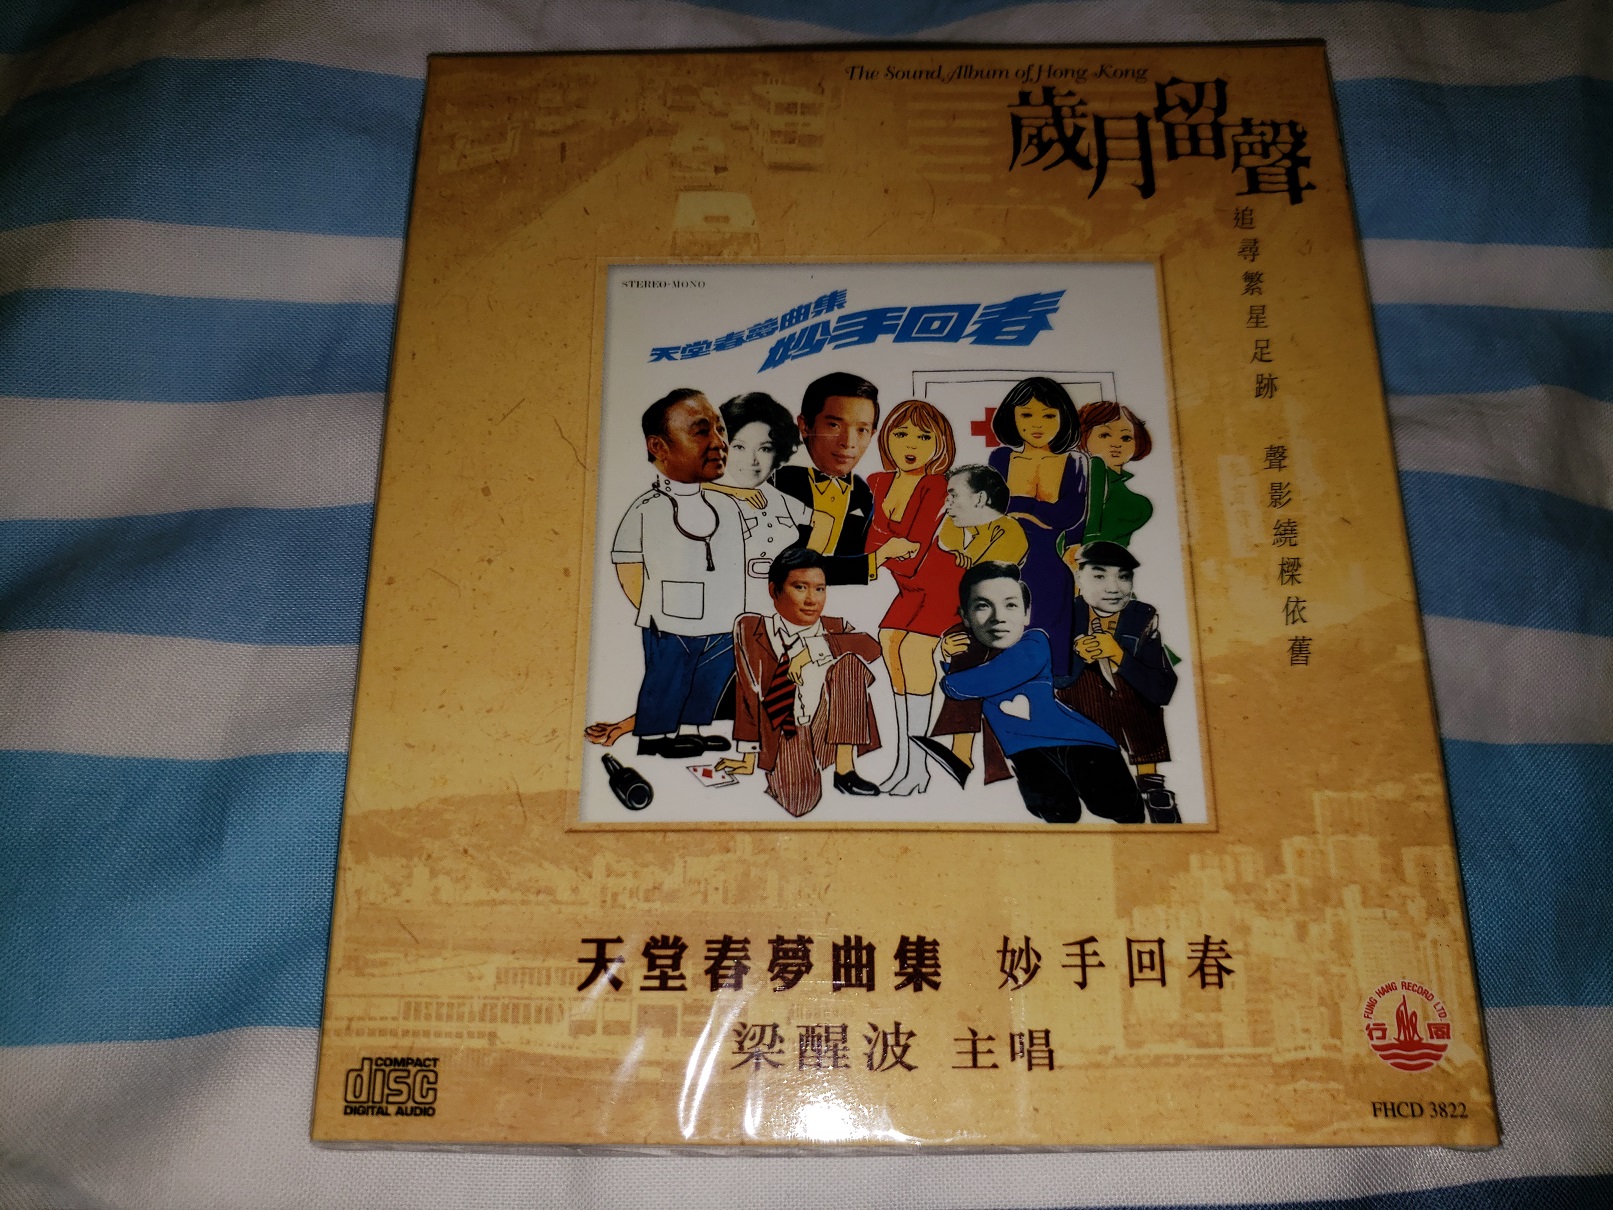 The Sound Album of Hong Kong
歲月留聲
追尋繁星足跡 聲影繞樑依舊
STEREO·MONO
天堂春夢曲集
妙手回春
天堂春夢曲集 妙手回春
梁醒波 主唱
COMPACT
disc
DIGITAL AUDIO
FUNG HANG RECORD LTD.
行風
FHCD 3822